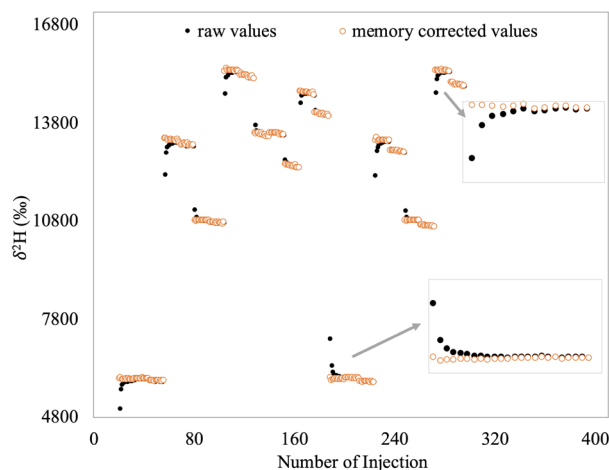 16800
raw values
memory corrected values
13800
10800
δ²H (‰)
7800
4800
0
80
160
240
320
400
Number of Injection